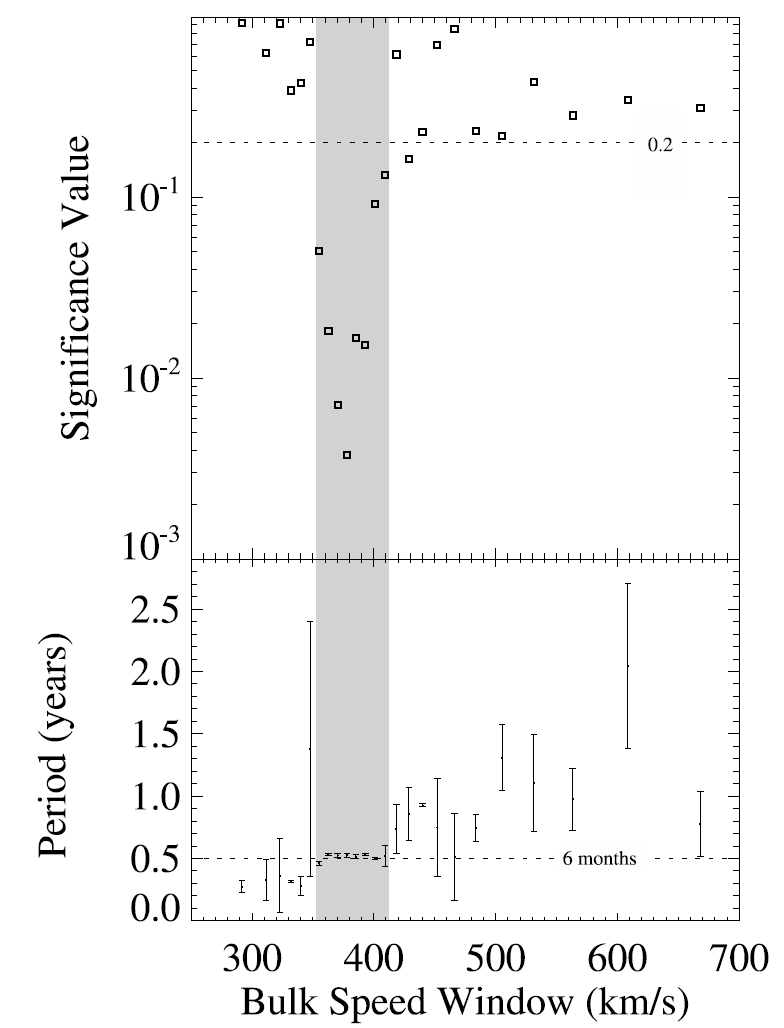 Significance Value
10⁻¹
10⁻²
10⁻³
0.2
Period (years)
2.5
2.0
1.5
1.0
0.5
0.0
6 months
300 400 500 600 700
Bulk Speed Window (km/s)